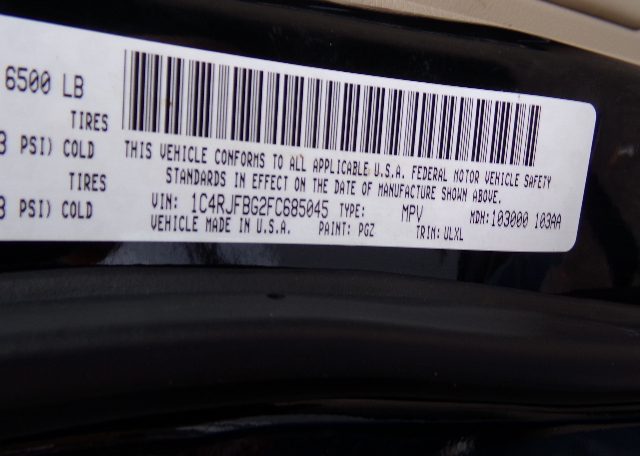 6500 LB
TIRES
PSI) COLD
TIRES
PSI) COLD
THIS VEHICLE CONFORMS TO ALL APPLICABLE U.S.A. FEDERAL MOTOR VEHICLE SAFETY
STANDARDS IN EFFECT ON THE DATE OF MANUFACTURE SHOWN ABOVE.
VIN: 1C4RJFBG2FC685045 TYPE: MPV MDH: 103000 103AA
VEHICLE MADE IN U.S.A. PAINT: PGZ TRIM: ULXL